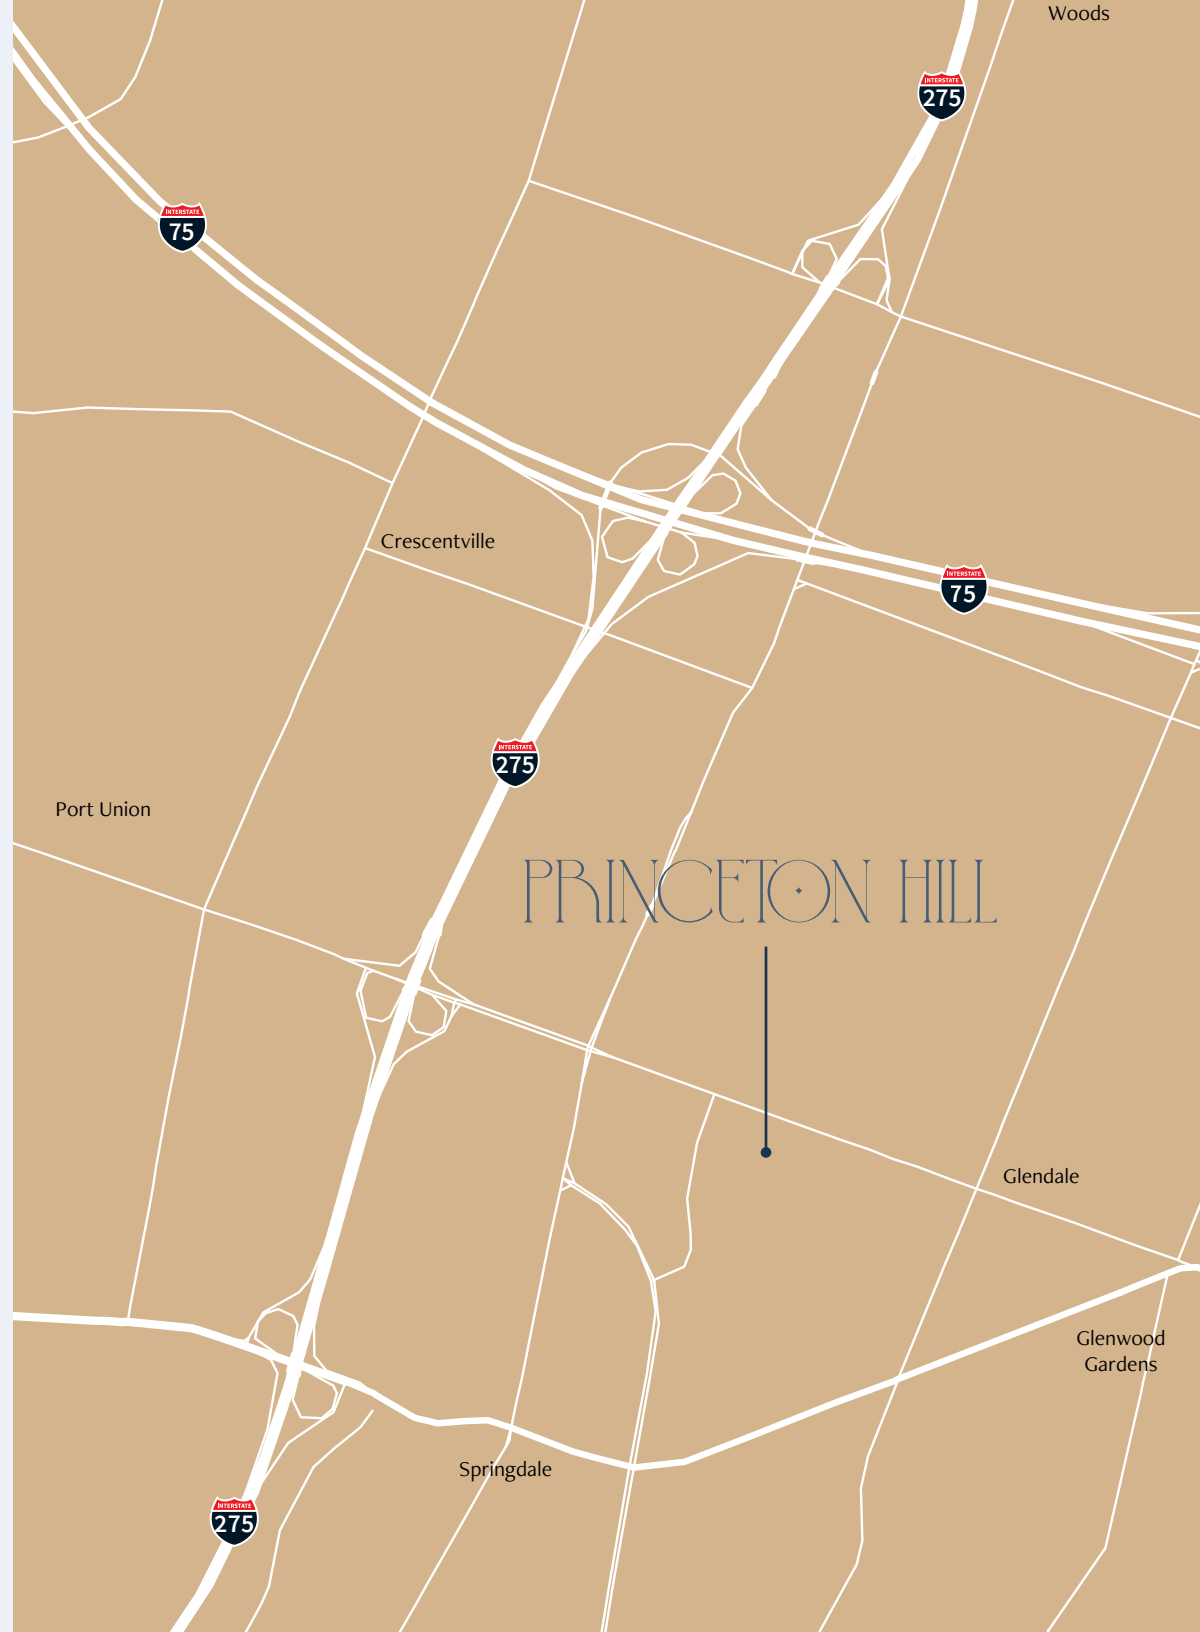 Woods
INTERSTATE
275
INTERSTATE
75
Crescentville
INTERSTATE
75
INTERSTATE
275
Port Union
PRINCETON HILL
Glendale
Glenwood
Gardens
Springdale
INTERSTATE
275